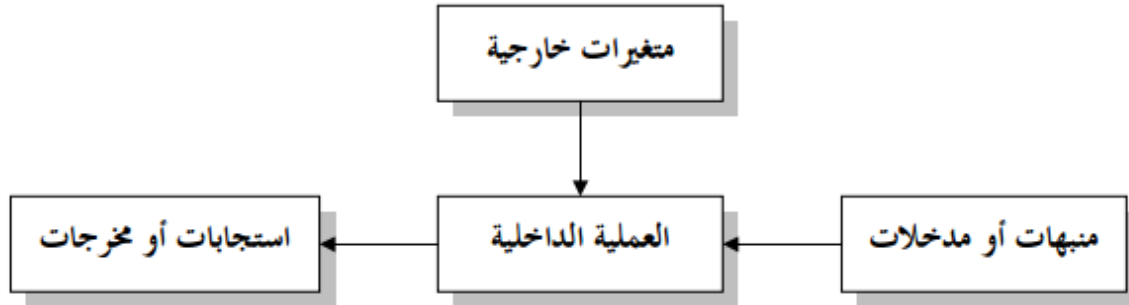 متغيرات خارجية
منبهات أو مدخلات
العملية الداخلية
استجابات أو مخرجات